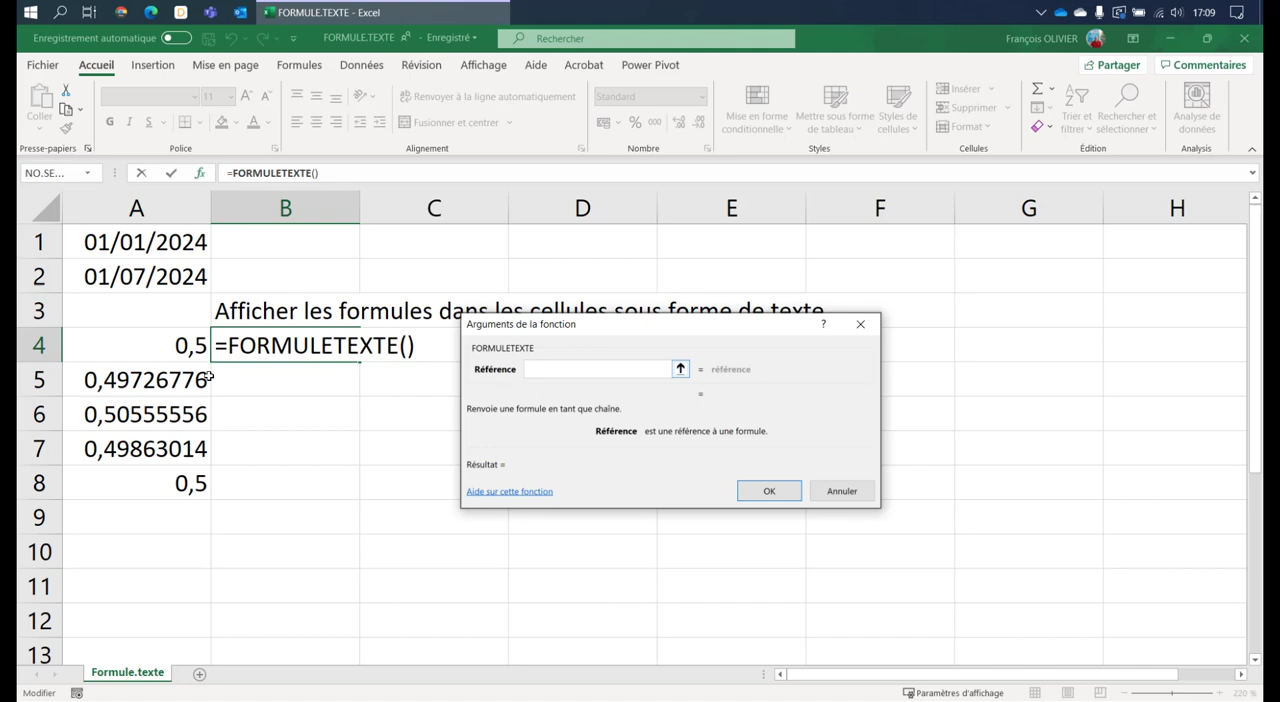 FORMULE.TEXTE - Excel
17:09
Enregistrement automatique
FORMULE.TEXTE
- Enregistré
Rechercher
François OLIVIER
Fichier Accueil Insertion Mise en page Formules Données Révision Affichage Aide Acrobat Power Pivot
Partager Commentaires
Coller
11
G I S
Renvoyer à la ligne automatiquement
Fusionner et centrer
Standard
% 000
Mise en forme conditionnelle
Mettre sous forme de tableau
Styles de cellules
Insérer
Supprimer
Format
Trier et filtrer
Rechercher et sélectionner
Analyse de données
Presse-papiers Police Alignement Nombre Styles Cellules Édition Analysis
NO.SE...
fx
=FORMULETEXTE()
A B C D E F G H
1 01/01/2024
2 01/07/2024
3 Afficher les formules dans les cellules sous forme de texte
4 0,5 =FORMULETEXTE()
5 0,49726776
6 0,50555556
7 0,49863014
8 0,5
9
10
11
12
13
Arguments de la fonction
?
FORMULETEXTE
Référence = référence
=
Renvoie une formule en tant que chaîne.
Référence est une référence à une formule.
Résultat =
Aide sur cette fonction
OK
Annuler
Formule.texte
Modifier
Paramètres d'affichage
220 %